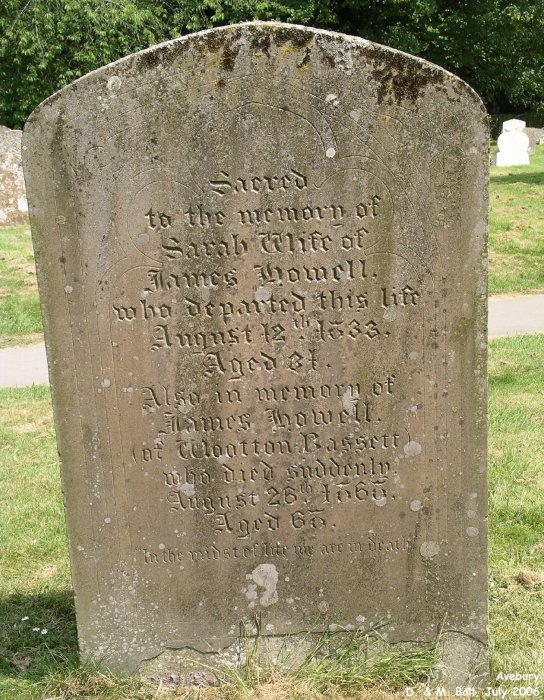 Sacred
to the memory of
Sarah Wife of
James Howell.
who departed this life
August 12th 1833.
Aged 31.
Also in memory of
James Howell.
(of Wootton Bassett)
who died suddenly.
August 26th 1865.
Aged 65.
In the midst of life we are in death
Avebury
D. & M. Ball, July 2006